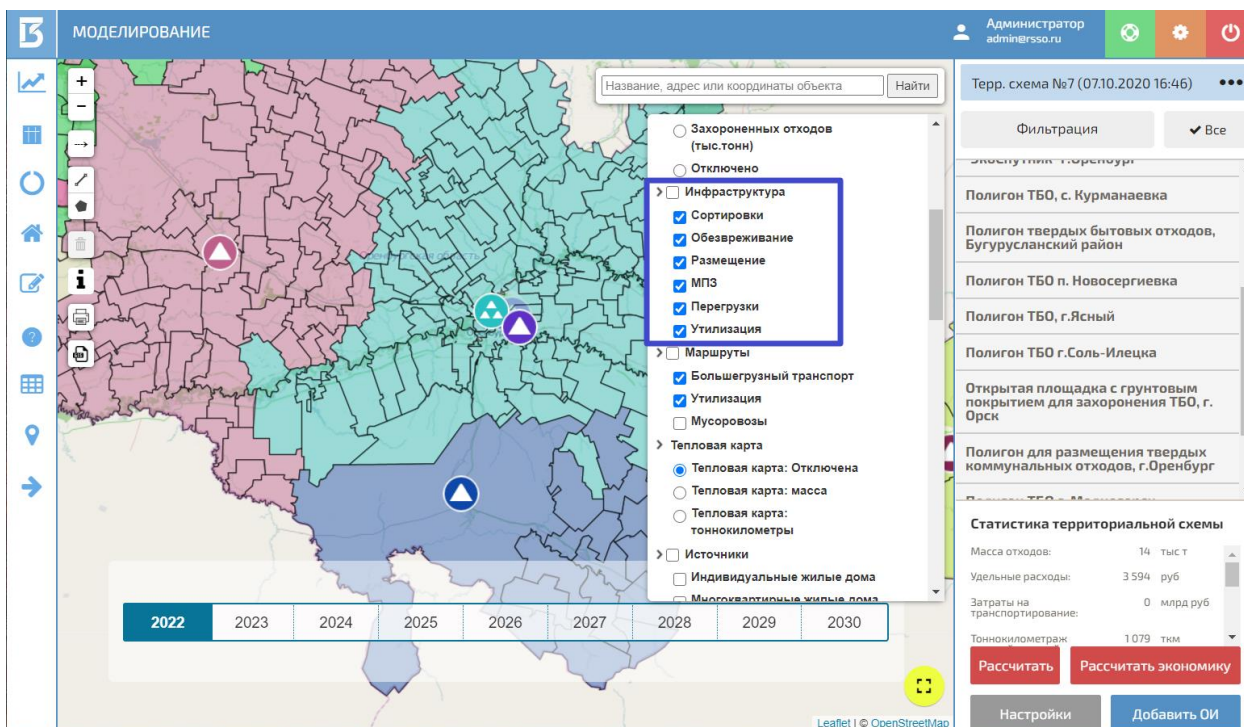 МОДЕЛИРОВАНИЕ
Администратор
admin@rsso.ru
+
−
i
Название, адрес или координаты объекта
Найти
Захороненных отходов
(тыс.тонн)
Отключено
Инфраструктура
Сортировки
Обезвреживание
Размещение
МПЗ
Перегрузки
Утилизация
Маршруты
Большегрузный транспорт
Утилизация
Мусоровозы
Тепловая карта
Тепловая карта: Отключена
Тепловая карта: масса
Тепловая карта:
тоннокилометры
Источники
Индивидуальные жилые дома
Многоквартирные жилые дома
2022 2023 2024 2025 2026 2027 2028 2029 2030
Leaflet | © OpenStreetMap
Терр. схема №7 (07.10.2020 16:46) •••
Фильтрация
Все
Полигон ТБО, с. Курманаевка
Полигон твердых бытовых отходов,
Бугурусланский район
Полигон ТБО п. Новосергиевка
Полигон ТБО, г.Ясный
Полигон ТБО г.Соль-Илецка
Открытая площадка с грунтовым
покрытием для захоронения ТБО, г.
Орск
Полигон для размещения твердых
коммунальных отходов, г.Оренбург
Статистика территориальной схемы
Масса отходов: 14 тыс т
Удельные расходы: 3 594 руб
Затраты на
транспортирование: 0 млрд руб
Тоннокилометраж 1 079 ткм
Рассчитать
Рассчитать экономику
Настройки
Добавить ОИ